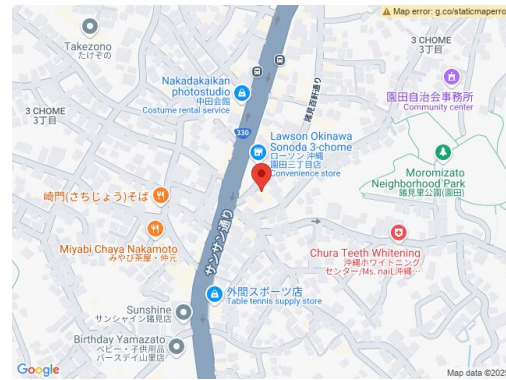 Map error: g.co/staticmaperro
Takezono
たけぞの
3 CHOME
3丁目
Nakadakaikan
photostudio
中田会館
Costume rental service
諸見百軒通り
園田自治会事務所
Community center
3 CHOME
3丁目
330
Lawson Okinawa
Sonoda 3-chome
ローソン 沖縄
園田三丁目店
Convenience store
Moromizato
Neighborhood Park
諸見里公園(園田)
崎門(さちじょう)そば
サンサン通り
Miyabi Chaya Nakamoto
みやび茶屋・仲元
Chura Teeth Whitening
沖縄ホワイトニング
センター/Ms. naiL沖縄...
外間スポーツ店
Table tennis supply store
Sunshine
サンシャイン諸見店
Birthday Yamazato
ベビー・子供用品
バースデイ山里店
Google
Map data ©2025